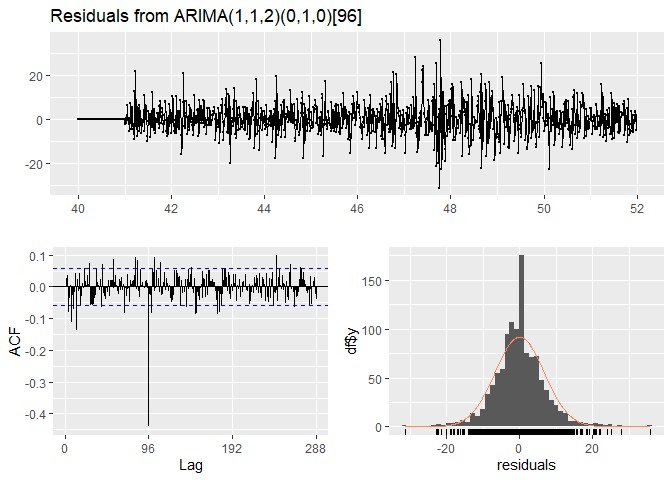 Residuals from ARIMA(1,1,2)(0,1,0)[96]
20
0
-20
40 42 44 46 48 50 52
0.1
0.0
-0.1
-0.2
-0.3
-0.4
ACF
0 96 192 288
Lag
150
100
50
0
df$y
-20 0 20
residuals